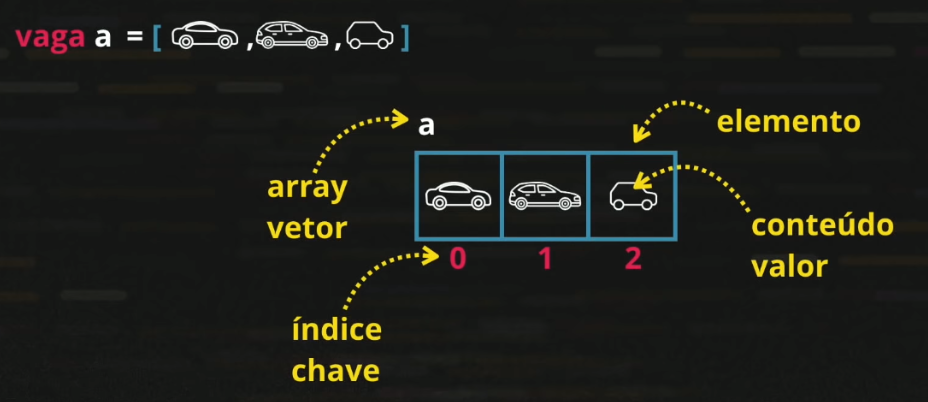 vaga a = [ , , ]
a
elemento
array
vetor
conteúdo
valor
0 1 2
índice
chave